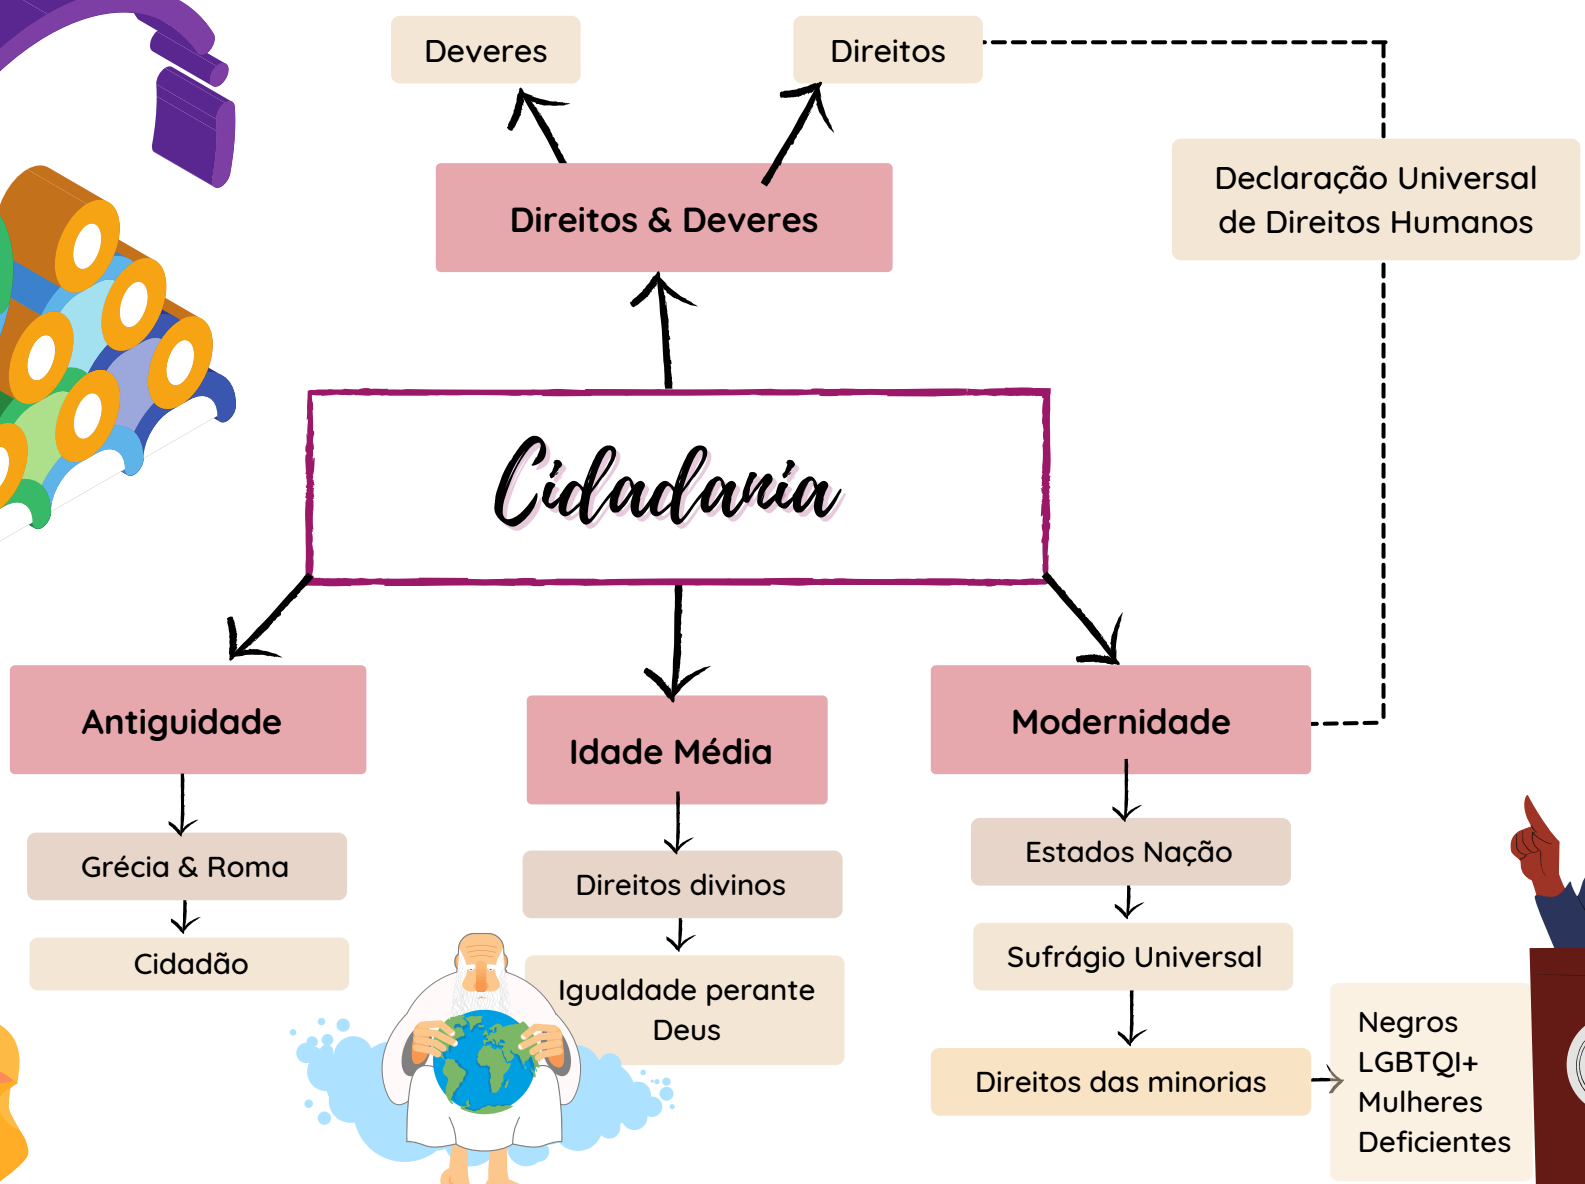 Deveres
Direitos
Declaração Universal
de Direitos Humanos
Direitos & Deveres
Cidadania
Antiguidade
Idade Média
Modernidade
Grécia & Roma
Direitos divinos
Estados Nação
Cidadão
Igualdade perante
Deus
Sufrágio Universal
Direitos das minorias
Negros
LGBTQI+
Mulheres
Deficientes